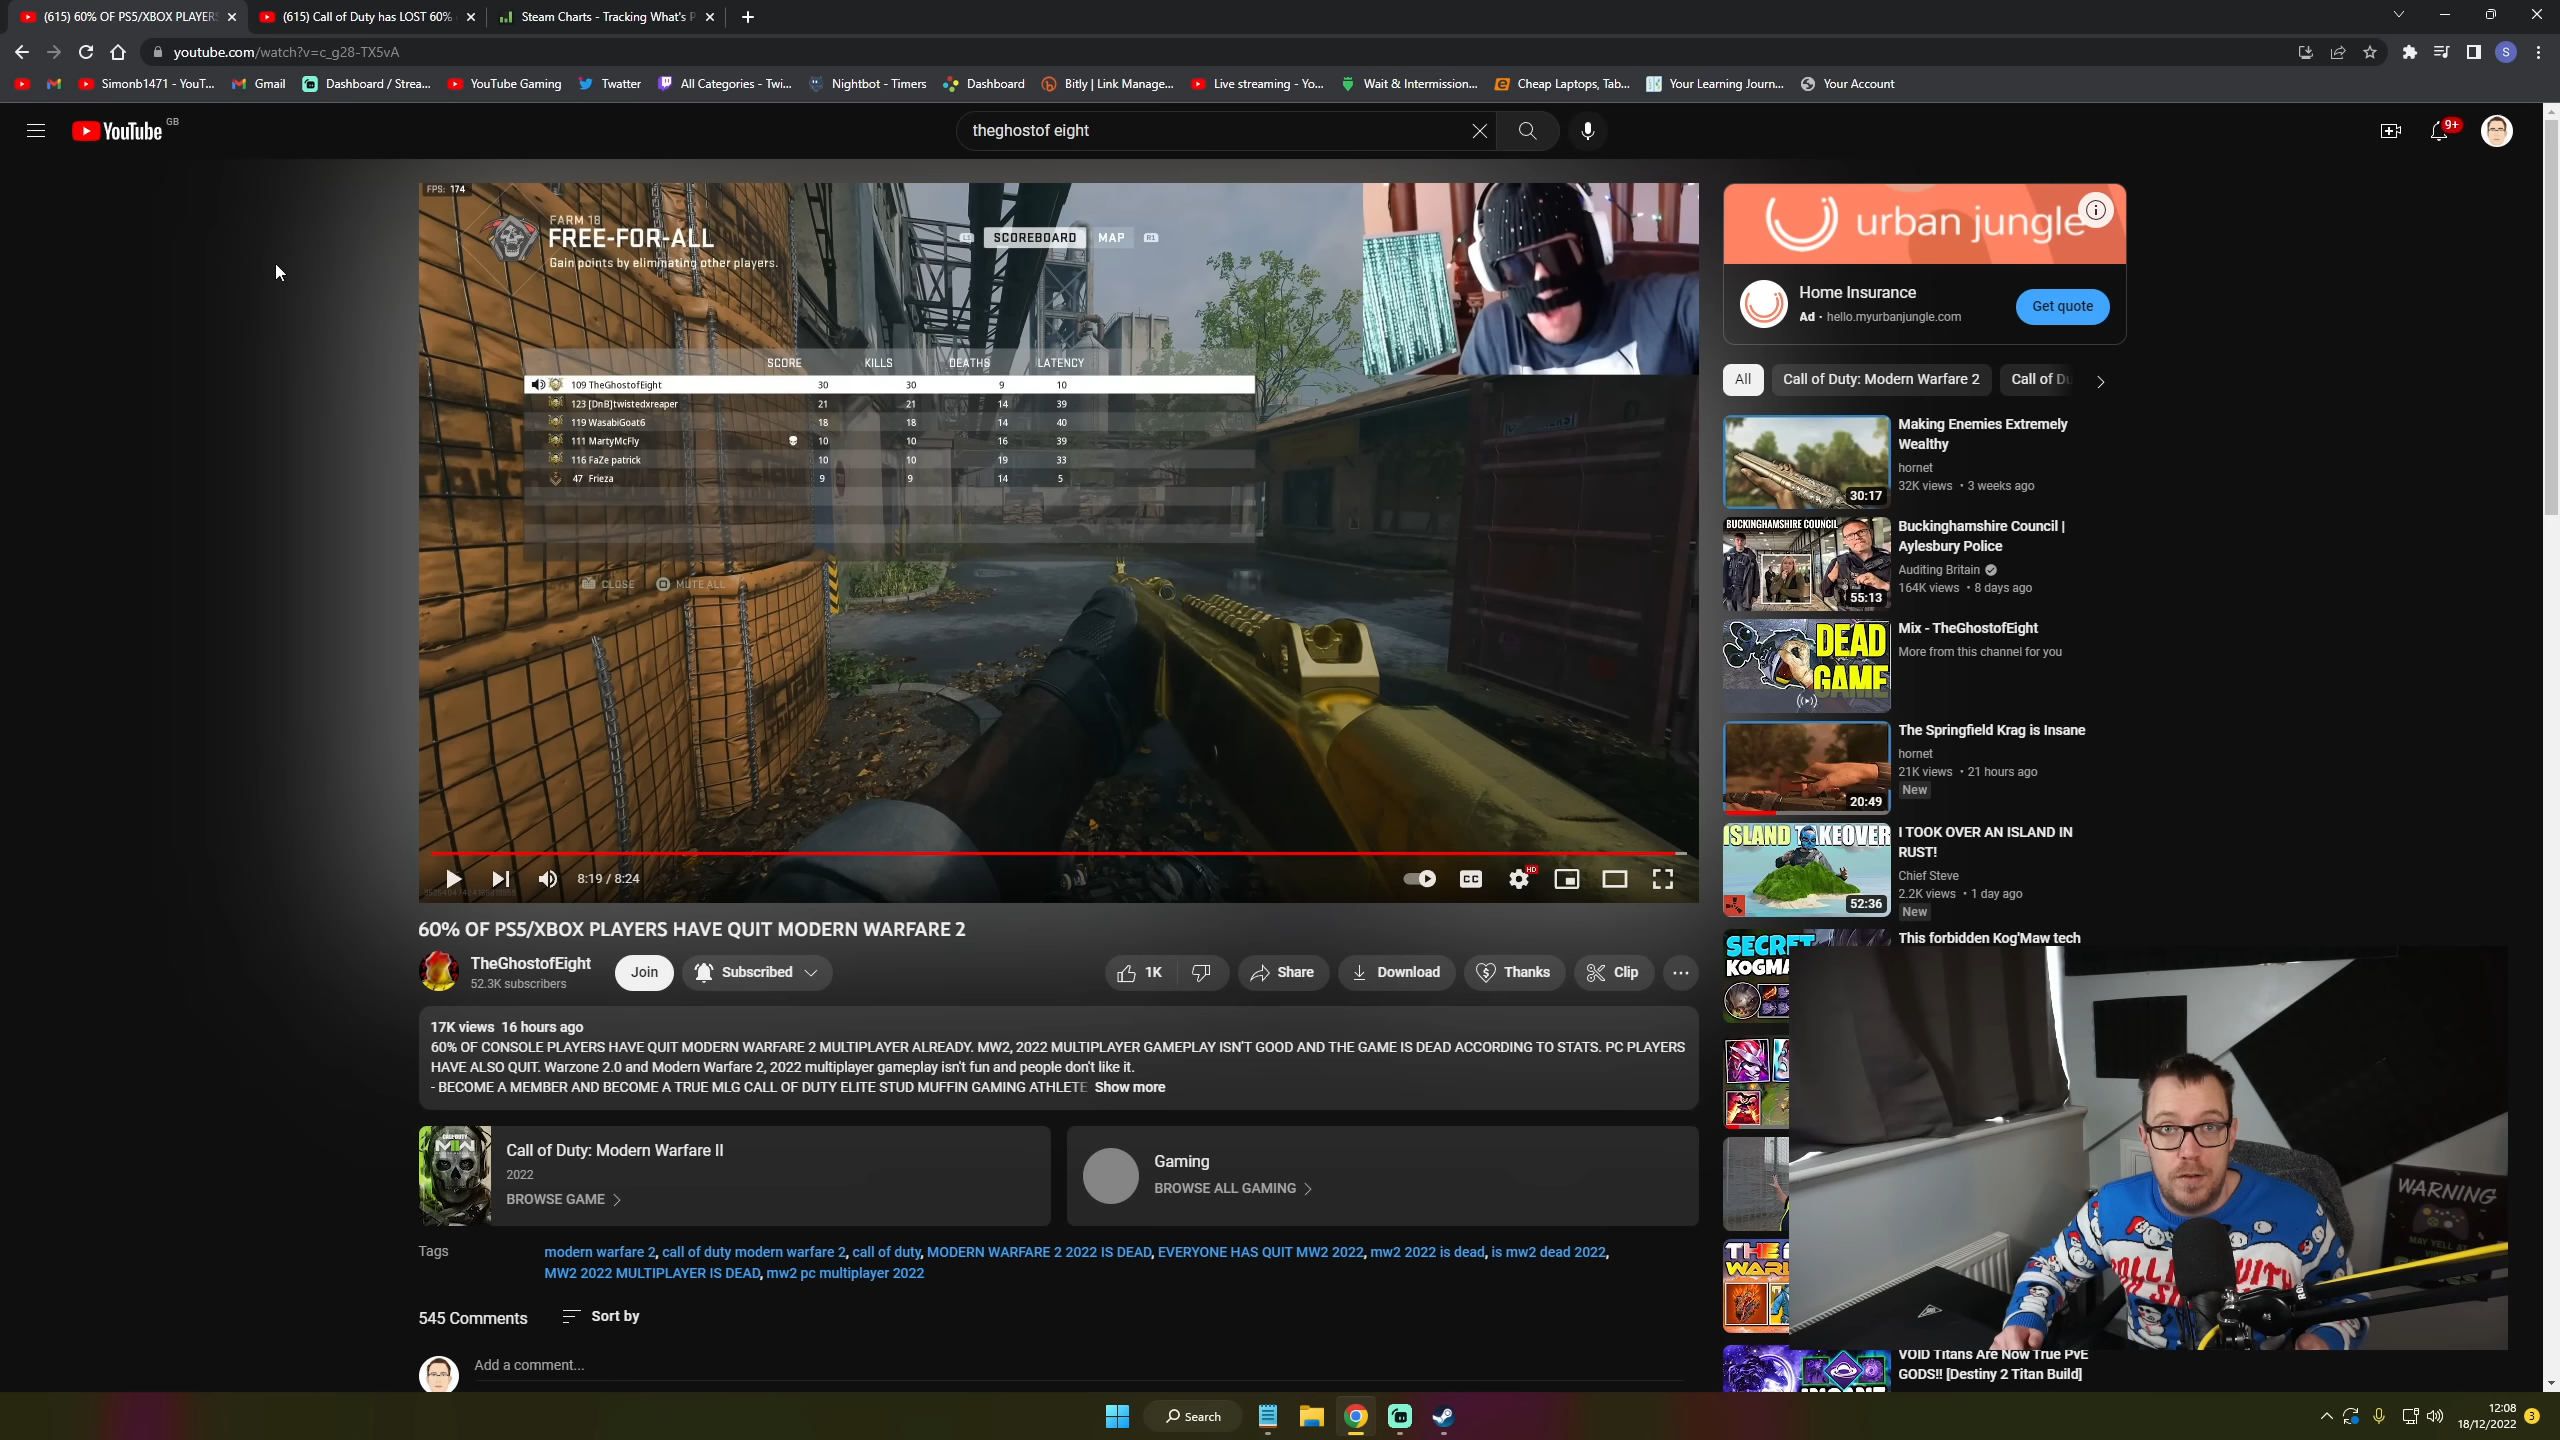 (615) 60% OF PS5/XBOX PLAYERS
(615) Call of Duty has LOST 60%
Steam Charts - Tracking What's P
youtube.com/watch?v=c_g28-TX5vA
S
Simonb1471 - YouT...
Gmail
Dashboard / Strea...
YouTube Gaming
Twatter
All Categories - Twi...
Nightbot - Timers
Dashboard
Bitly | Link Manage...
Live streaming - Yo...
Wait & Intermission...
Cheap Laptops, Tab...
Your Learning Journ...
Your Account
YouTube GB
theghostof eight
9+
FPS: 174
FARM 18
FREE-FOR-ALL
Gain points by eliminating other players.
L1 SCOREBOARD MAP R1
SCORE KILLS DEATHS LATENCY
109 TheGhostofEight 30 30 9 10
123 [DnB]twistedxreaper 21 21 14 39
119 WasabiGoat6 18 18 14 40
111 MartyMcFly 10 10 16 39
116 FaZe patrick 10 10 19 33
47 Frieza 9 9 14 5
CLOSE MUTE ALL
8:19 / 8:24
CC
HD
60% OF PS5/XBOX PLAYERS HAVE QUIT MODERN WARFARE 2
TheGhostofEight
52.3K subscribers
Join
Subscribed
1K
Share
Download
Thanks
Clip
17K views 16 hours ago
60% OF CONSOLE PLAYERS HAVE QUIT MODERN WARFARE 2 MULTIPLAYER ALREADY. MW2, 2022 MULTIPLAYER GAMEPLAY ISN'T GOOD AND THE GAME IS DEAD ACCORDING TO STATS. PC PLAYERS
HAVE ALSO QUIT. Warzone 2.0 and Modern Warfare 2, 2022 multiplayer gameplay isn't fun and people don't like it.
- BECOME A MEMBER AND BECOME A TRUE MLG CALL OF DUTY ELITE STUD MUFFIN GAMING ATHLETE Show more
Call of Duty: Modern Warfare II
2022
BROWSE GAME
Gaming
BROWSE ALL GAMING
Tags
modern warfare 2, call of duty modern warfare 2, call of duty, MODERN WARFARE 2 2022 IS DEAD, EVERYONE HAS QUIT MW2 2022, mw2 2022 is dead, is mw2 dead 2022,
MW2 2022 MULTIPLAYER IS DEAD, mw2 pc multiplayer 2022
545 Comments
Sort by
Add a comment...
urban jungle
Home Insurance
Ad · hello.myurbanjungle.com
Get quote
All
Call of Duty: Modern Warfare 2
Call of Du
30:17
Making Enemies Extremely
Wealthy
hornet
32K views • 3 weeks ago
BUCKINGHAMSHIRE COUNCIL
55:13
Buckinghamshire Council |
Aylesbury Police
Auditing Britain
164K views • 8 days ago
DEAD
GAME
Mix - TheGhostofEight
More from this channel for you
20:49
The Springfield Krag is Insane
hornet
21K views • 21 hours ago
New
ISLAND TAKEOVER
52:36
I TOOK OVER AN ISLAND IN
RUST!
Chief Steve
2.2K views • 1 day ago
New
SECRET
KOGMA
This forbidden Kog'Maw tech
WARNING
MAY YELL AT
THE
WARL
VOID Titans Are Now True PvE
GODS!! [Destiny 2 Titan Build]
Search
12:08
18/12/2022
3